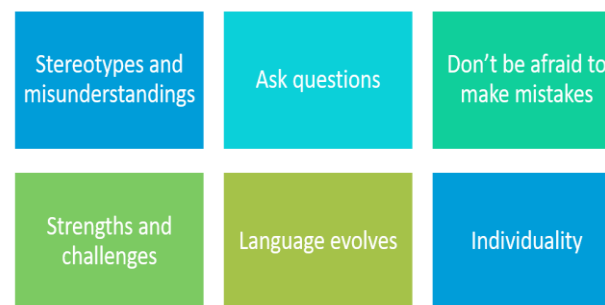 Stereotypes and
misunderstandings
Ask questions
Don't be afraid to
make mistakes
Strengths and
challenges
Language evolves
Individuality